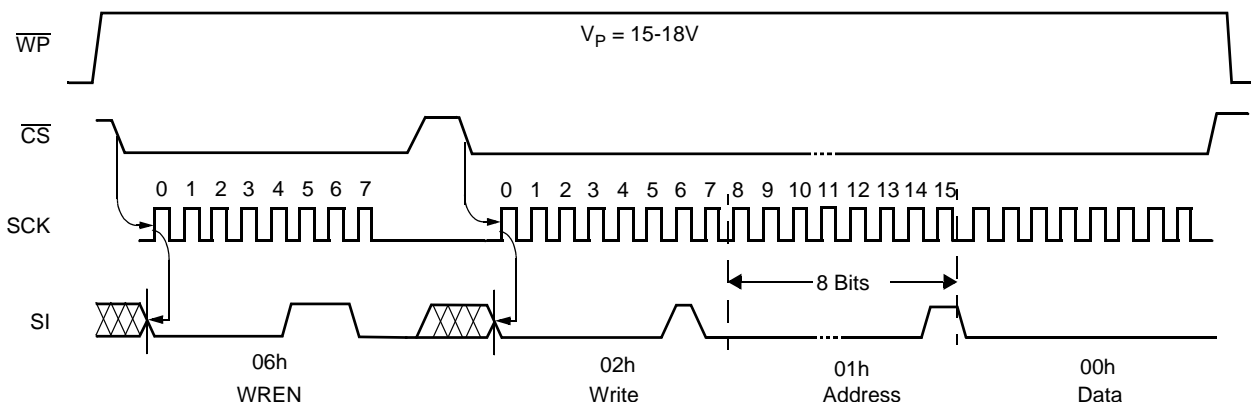 WP
V_P = 15-18V
CS
0 1 2 3 4 5 6 7 0 1 2 3 4 5 6 7 8 9 10 11 12 13 14 15
SCK
8 Bits
SI
06h 02h 01h 00h
WREN Write Address Data